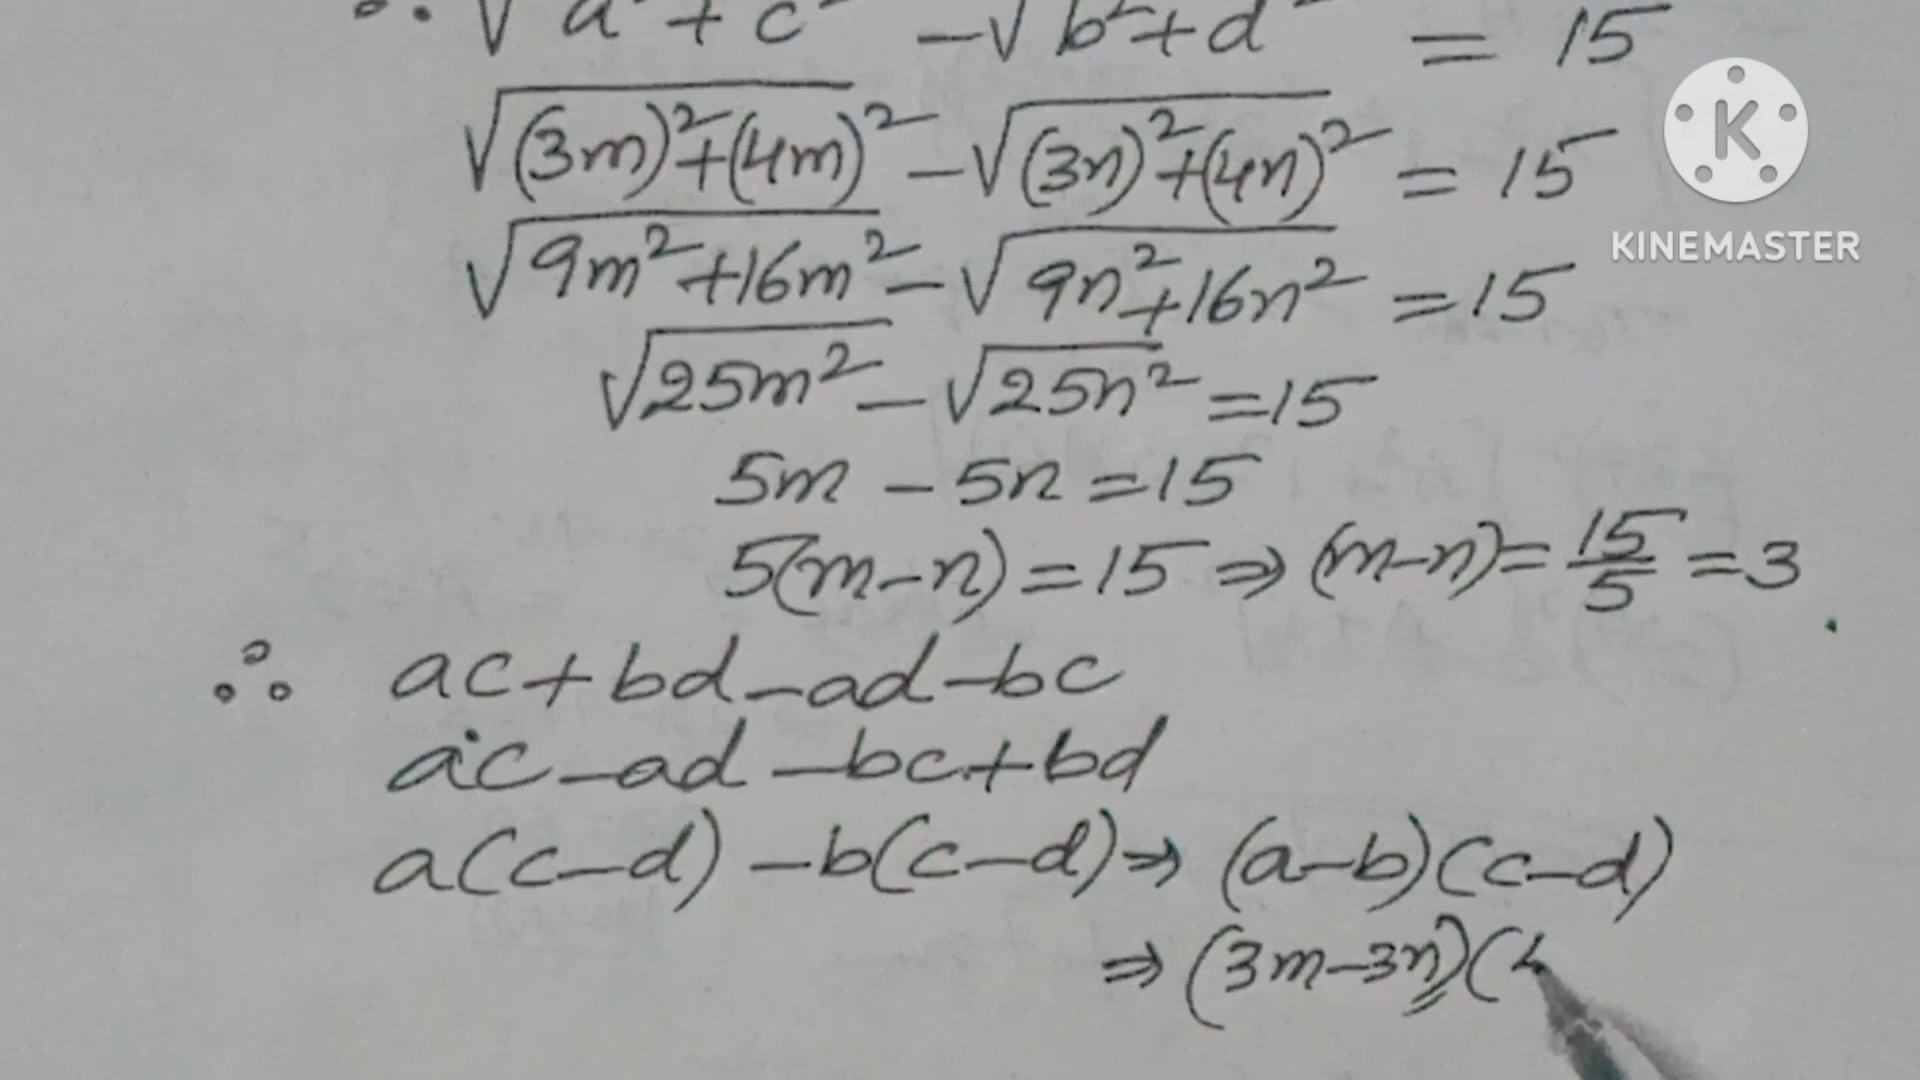 ∴ √a²+c² - √b²+d² = 15
√(3m)²+(4m)² - √(3n)²+(4n)² = 15
K
KINEMASTER
√9m²+16m² - √9n²+16n² = 15
√25m² - √25n² = 15
5m - 5n = 15
5(m-n) = 15 ⇒ (m-n) = 15/5 = 3
∴ ac+bd-ad-bc
ac-ad-bc+bd
a(c-d) -b(c-d) ⇒ (a-b)(c-d)
⇒ (3m-3n)(